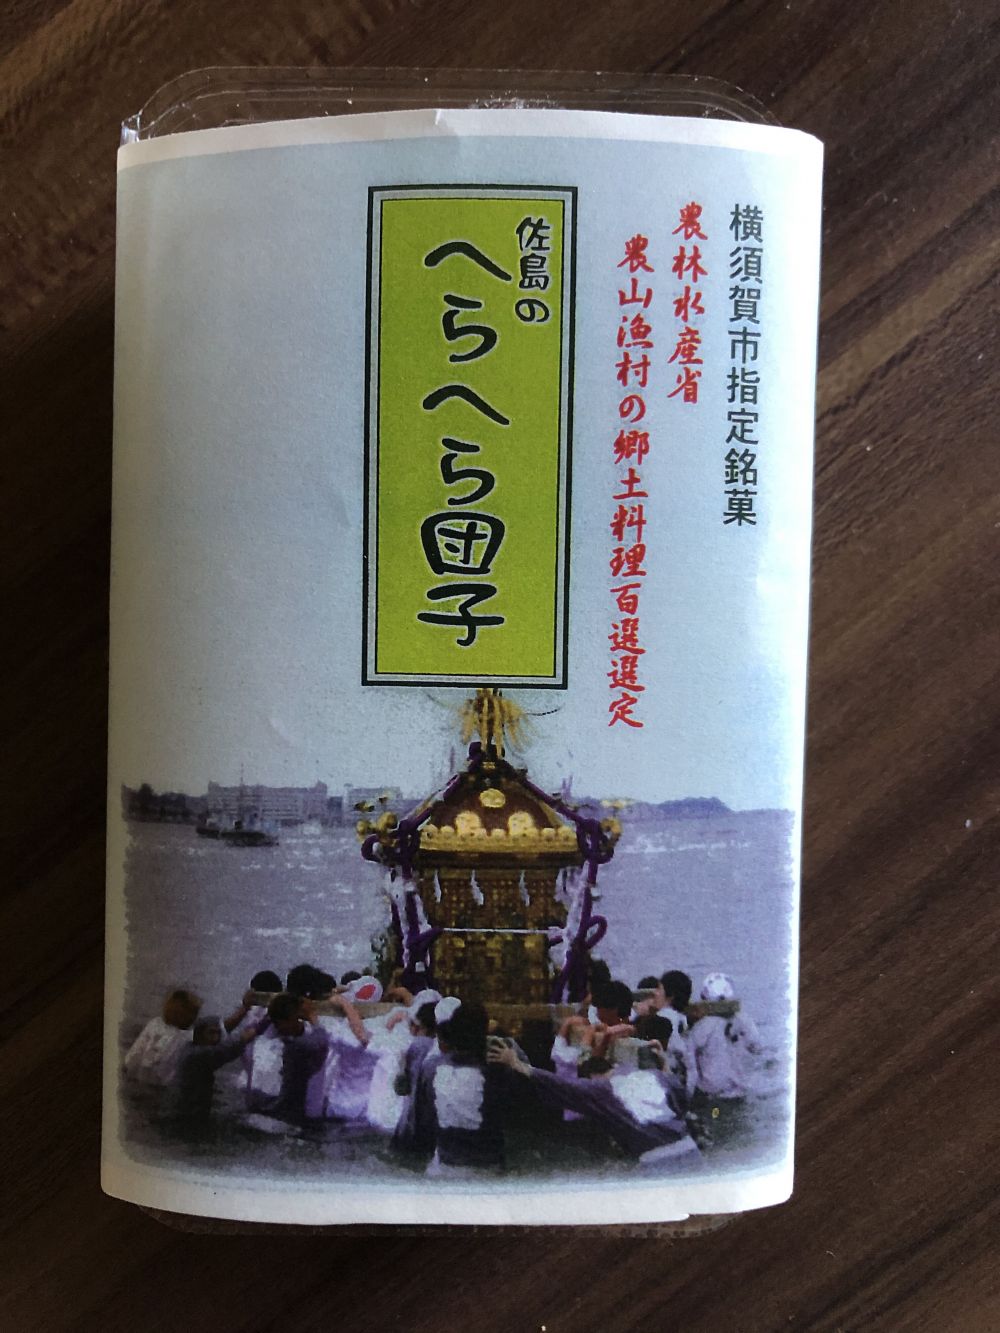 横須賀市指定銘菓
農林水産省
農山漁村の郷土料理百選選定
佐島の
へらへら団子